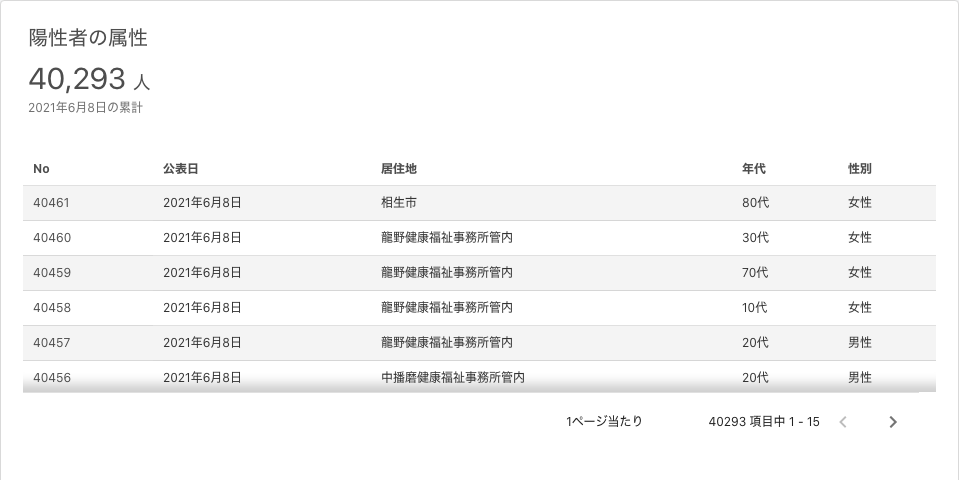 陽性者の属性
40,293 人
2021年6月8日の累計
No 公表日 居住地 年代 性別
40461 2021年6月8日 相生市 80代 女性
40460 2021年6月8日 龍野健康福祉事務所管内 30代 女性
40459 2021年6月8日 龍野健康福祉事務所管内 70代 女性
40458 2021年6月8日 龍野健康福祉事務所管内 10代 女性
40457 2021年6月8日 龍野健康福祉事務所管内 20代 男性
40456 2021年6月8日 中播磨健康福祉事務所管内 20代 男性
1ページ当たり 40293 項目中 1 - 15